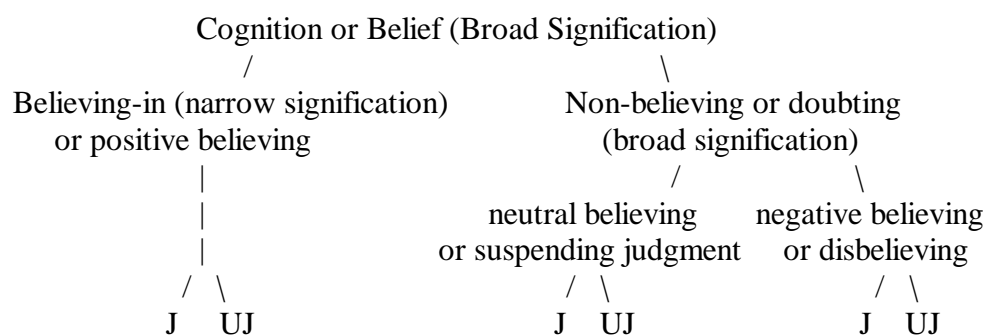 Cognition or Belief (Broad Signification)
Believing-in (narrow signification) Non-believing or doubting
or positive believing (broad signification)
neutral believing negative believing
or suspending judgment or disbelieving
J UJ J UJ J UJ